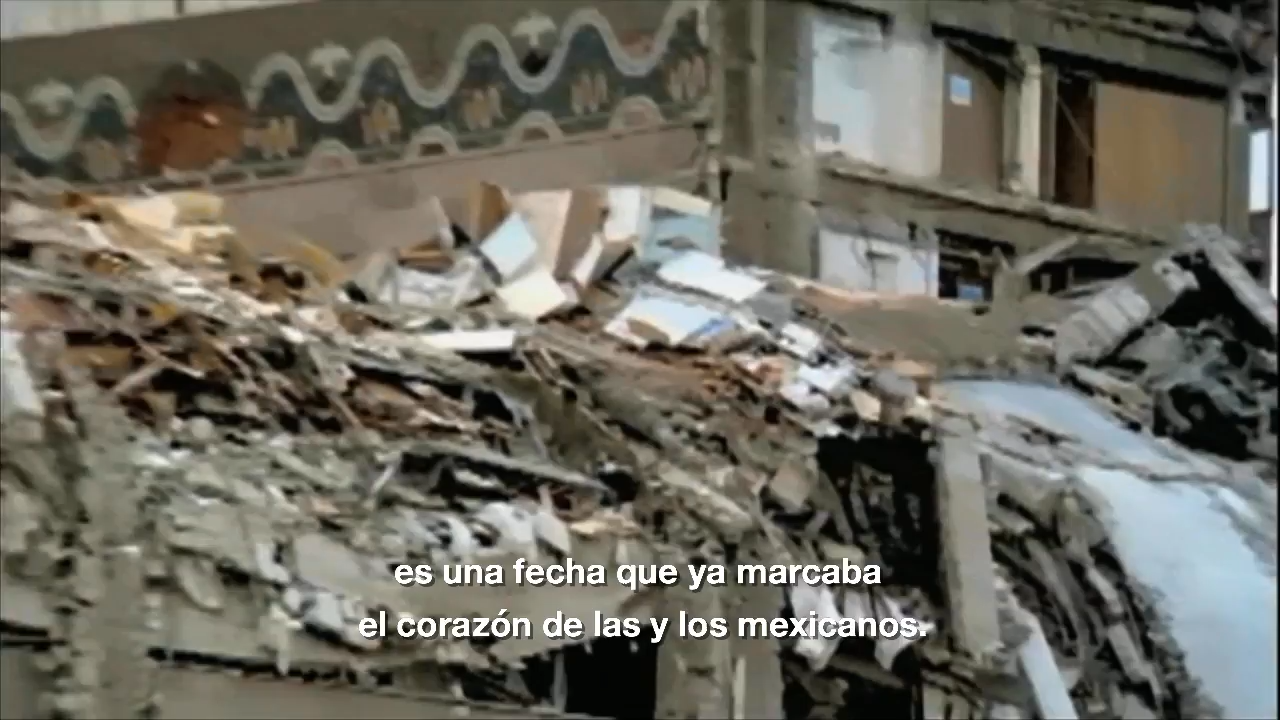 es una fecha que ya marcaba
el corazón de las y los mexicanos.